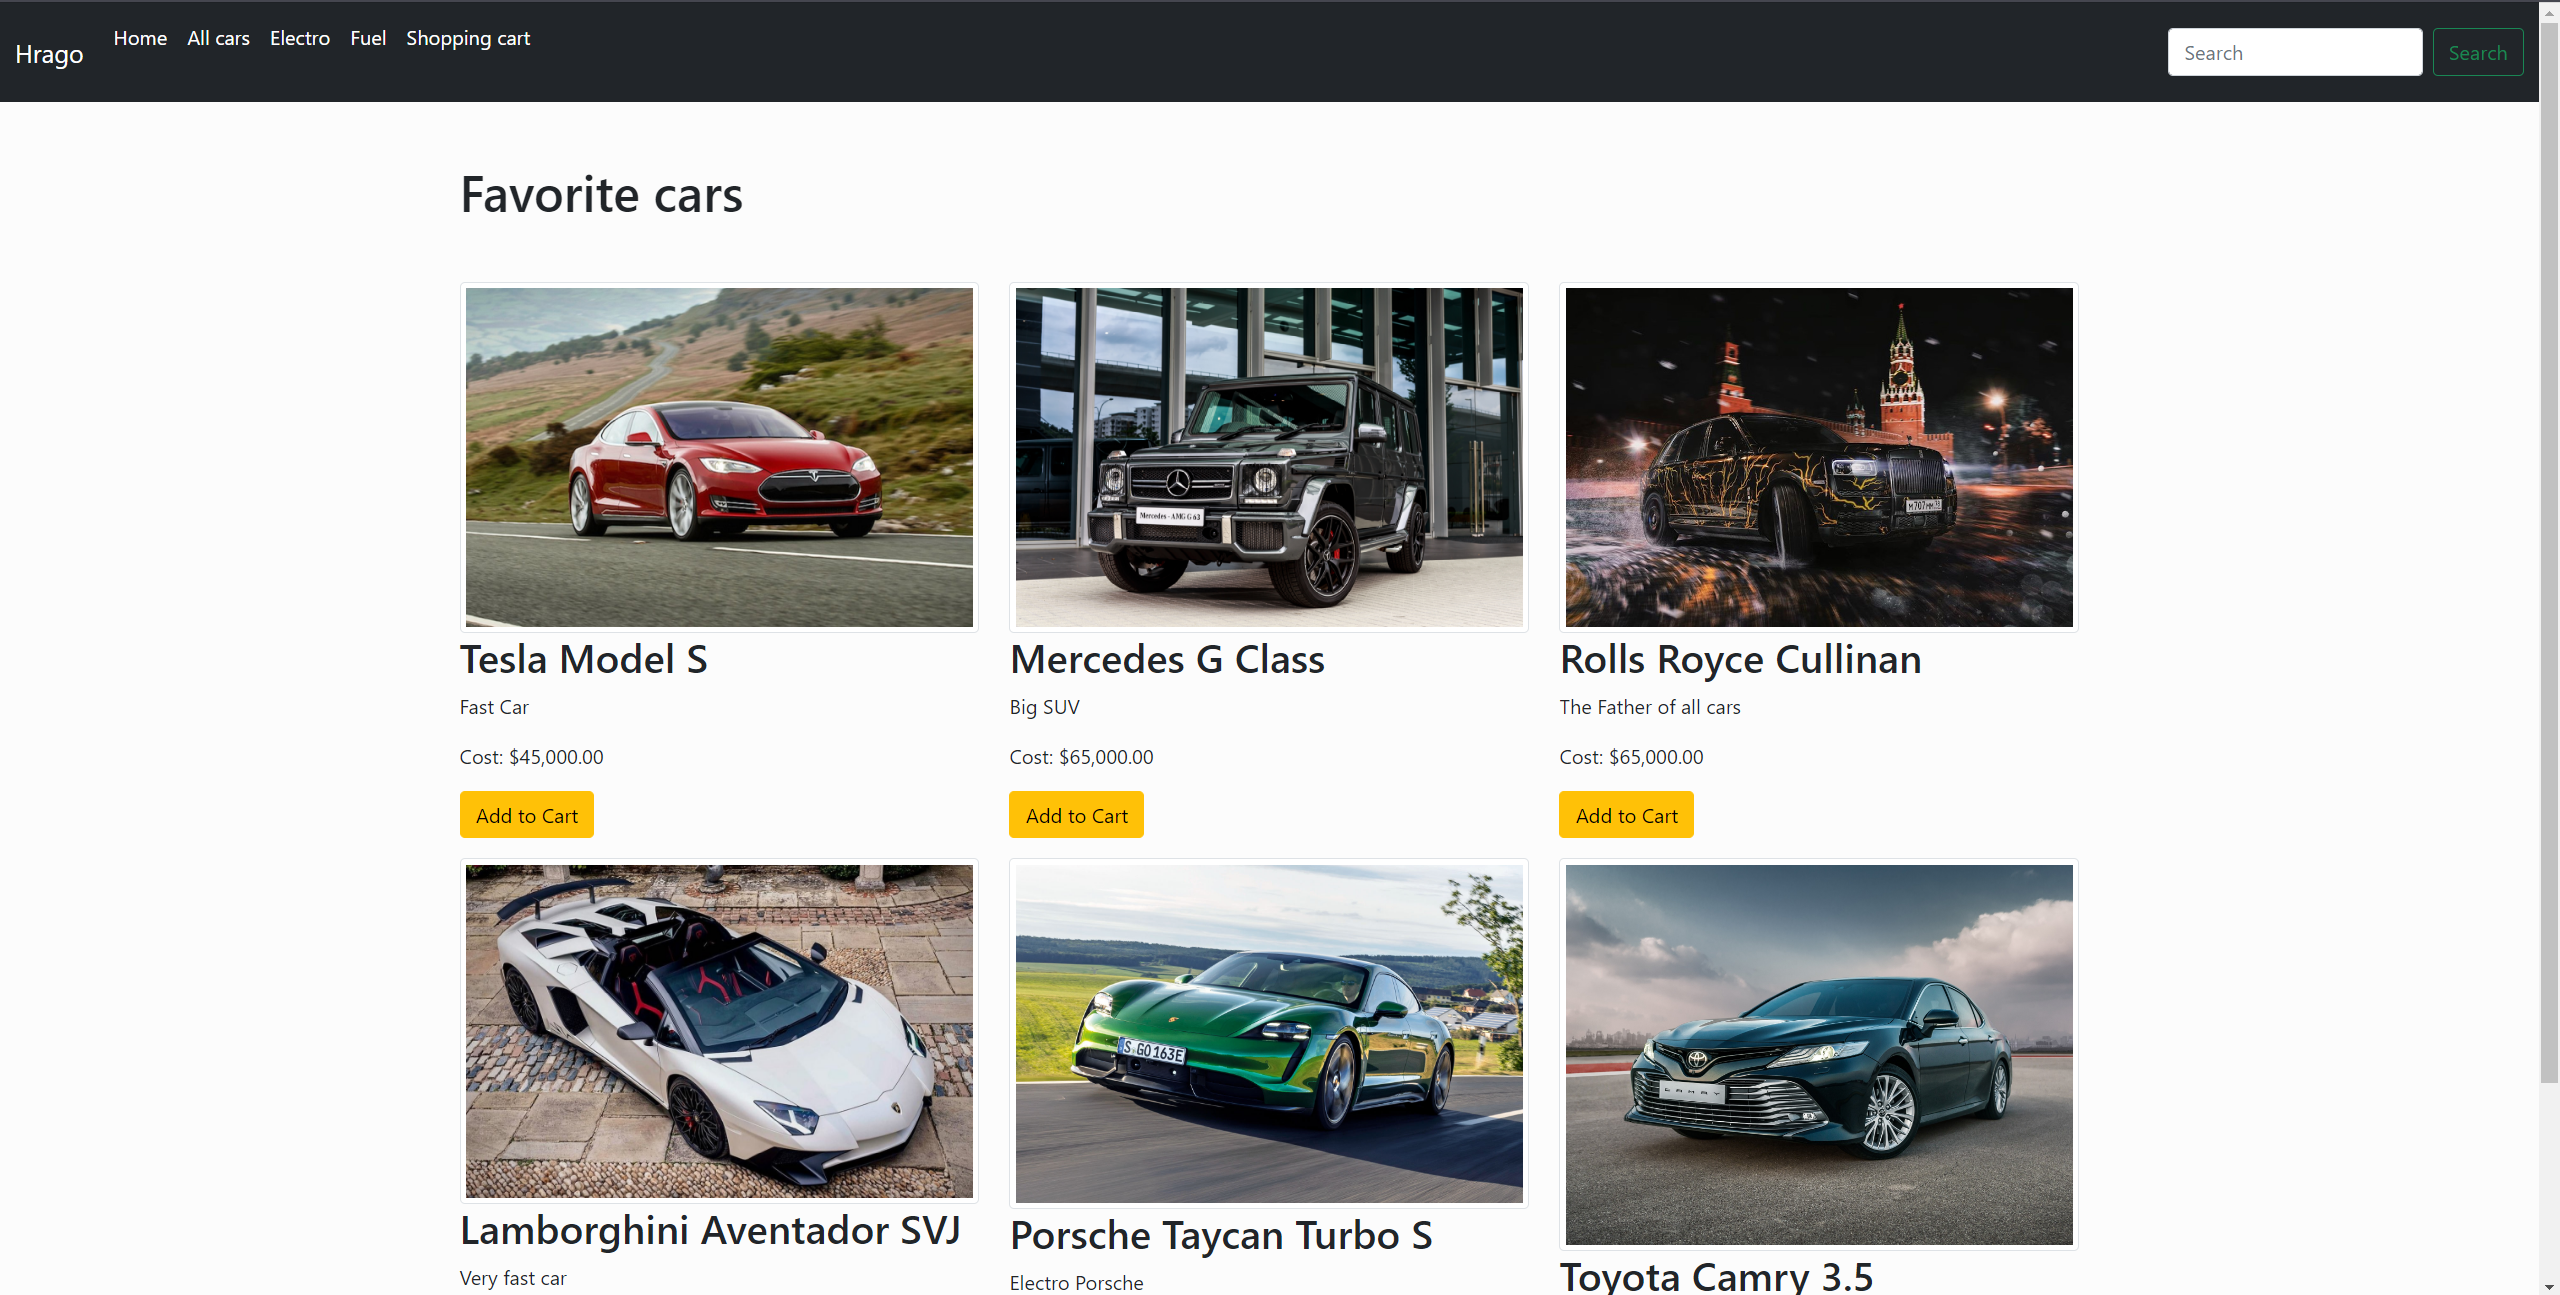 Hrago
Home All cars Electro Fuel Shopping cart
Search Search
Favorite cars
Mercedes - AMG G 63
Tesla Model S
Fast Car
Cost: $45,000.00
Add to Cart
Mercedes G Class
Big SUV
Cost: $65,000.00
Add to Cart
Rolls Royce Cullinan
The Father of all cars
Cost: $65,000.00
Add to Cart
Lamborghini Aventador SVJ
Very fast car
S GO 163E
Porsche Taycan Turbo S
Electro Porsche
CAMRY
Toyota Camry 3.5